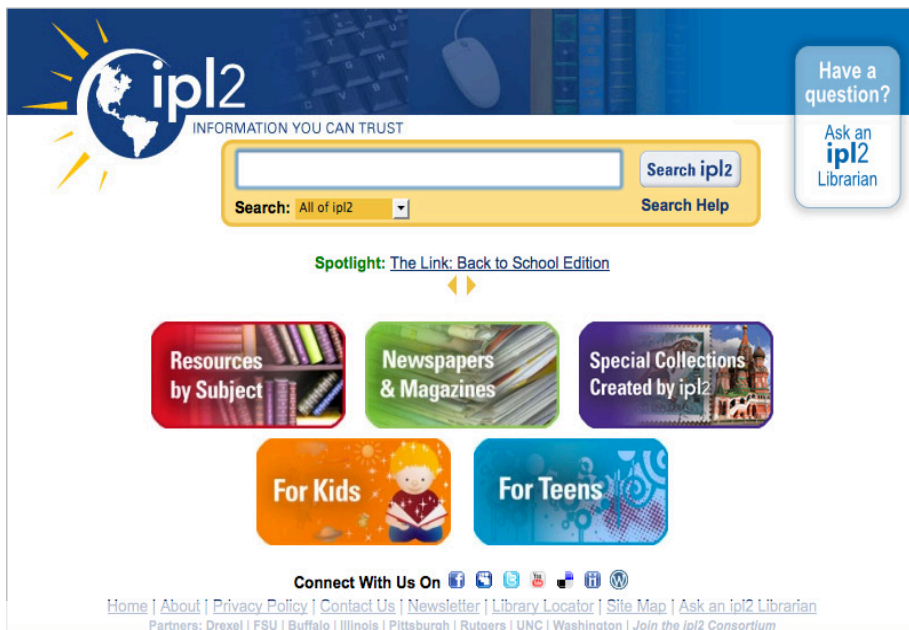 ipl2
INFORMATION YOU CAN TRUST
Have a
question?
Ask an
ipl2
Librarian
Search ipl2
Search: All of ipl2
Search Help
Spotlight: The Link: Back to School Edition
Resources
by Subject
Newspapers
& Magazines
Special Collections
Created by ipl2
For Kids
For Teens
Connect With Us On
Home | About | Privacy Policy | Contact Us | Newsletter | Library Locator | Site Map | Ask an ipl2 Librarian
Partners: Drexel | FSU | Buffalo | Illinois | Pittsburgh | Rutgers | UNC | Washington | Join the ipl2 Consortium